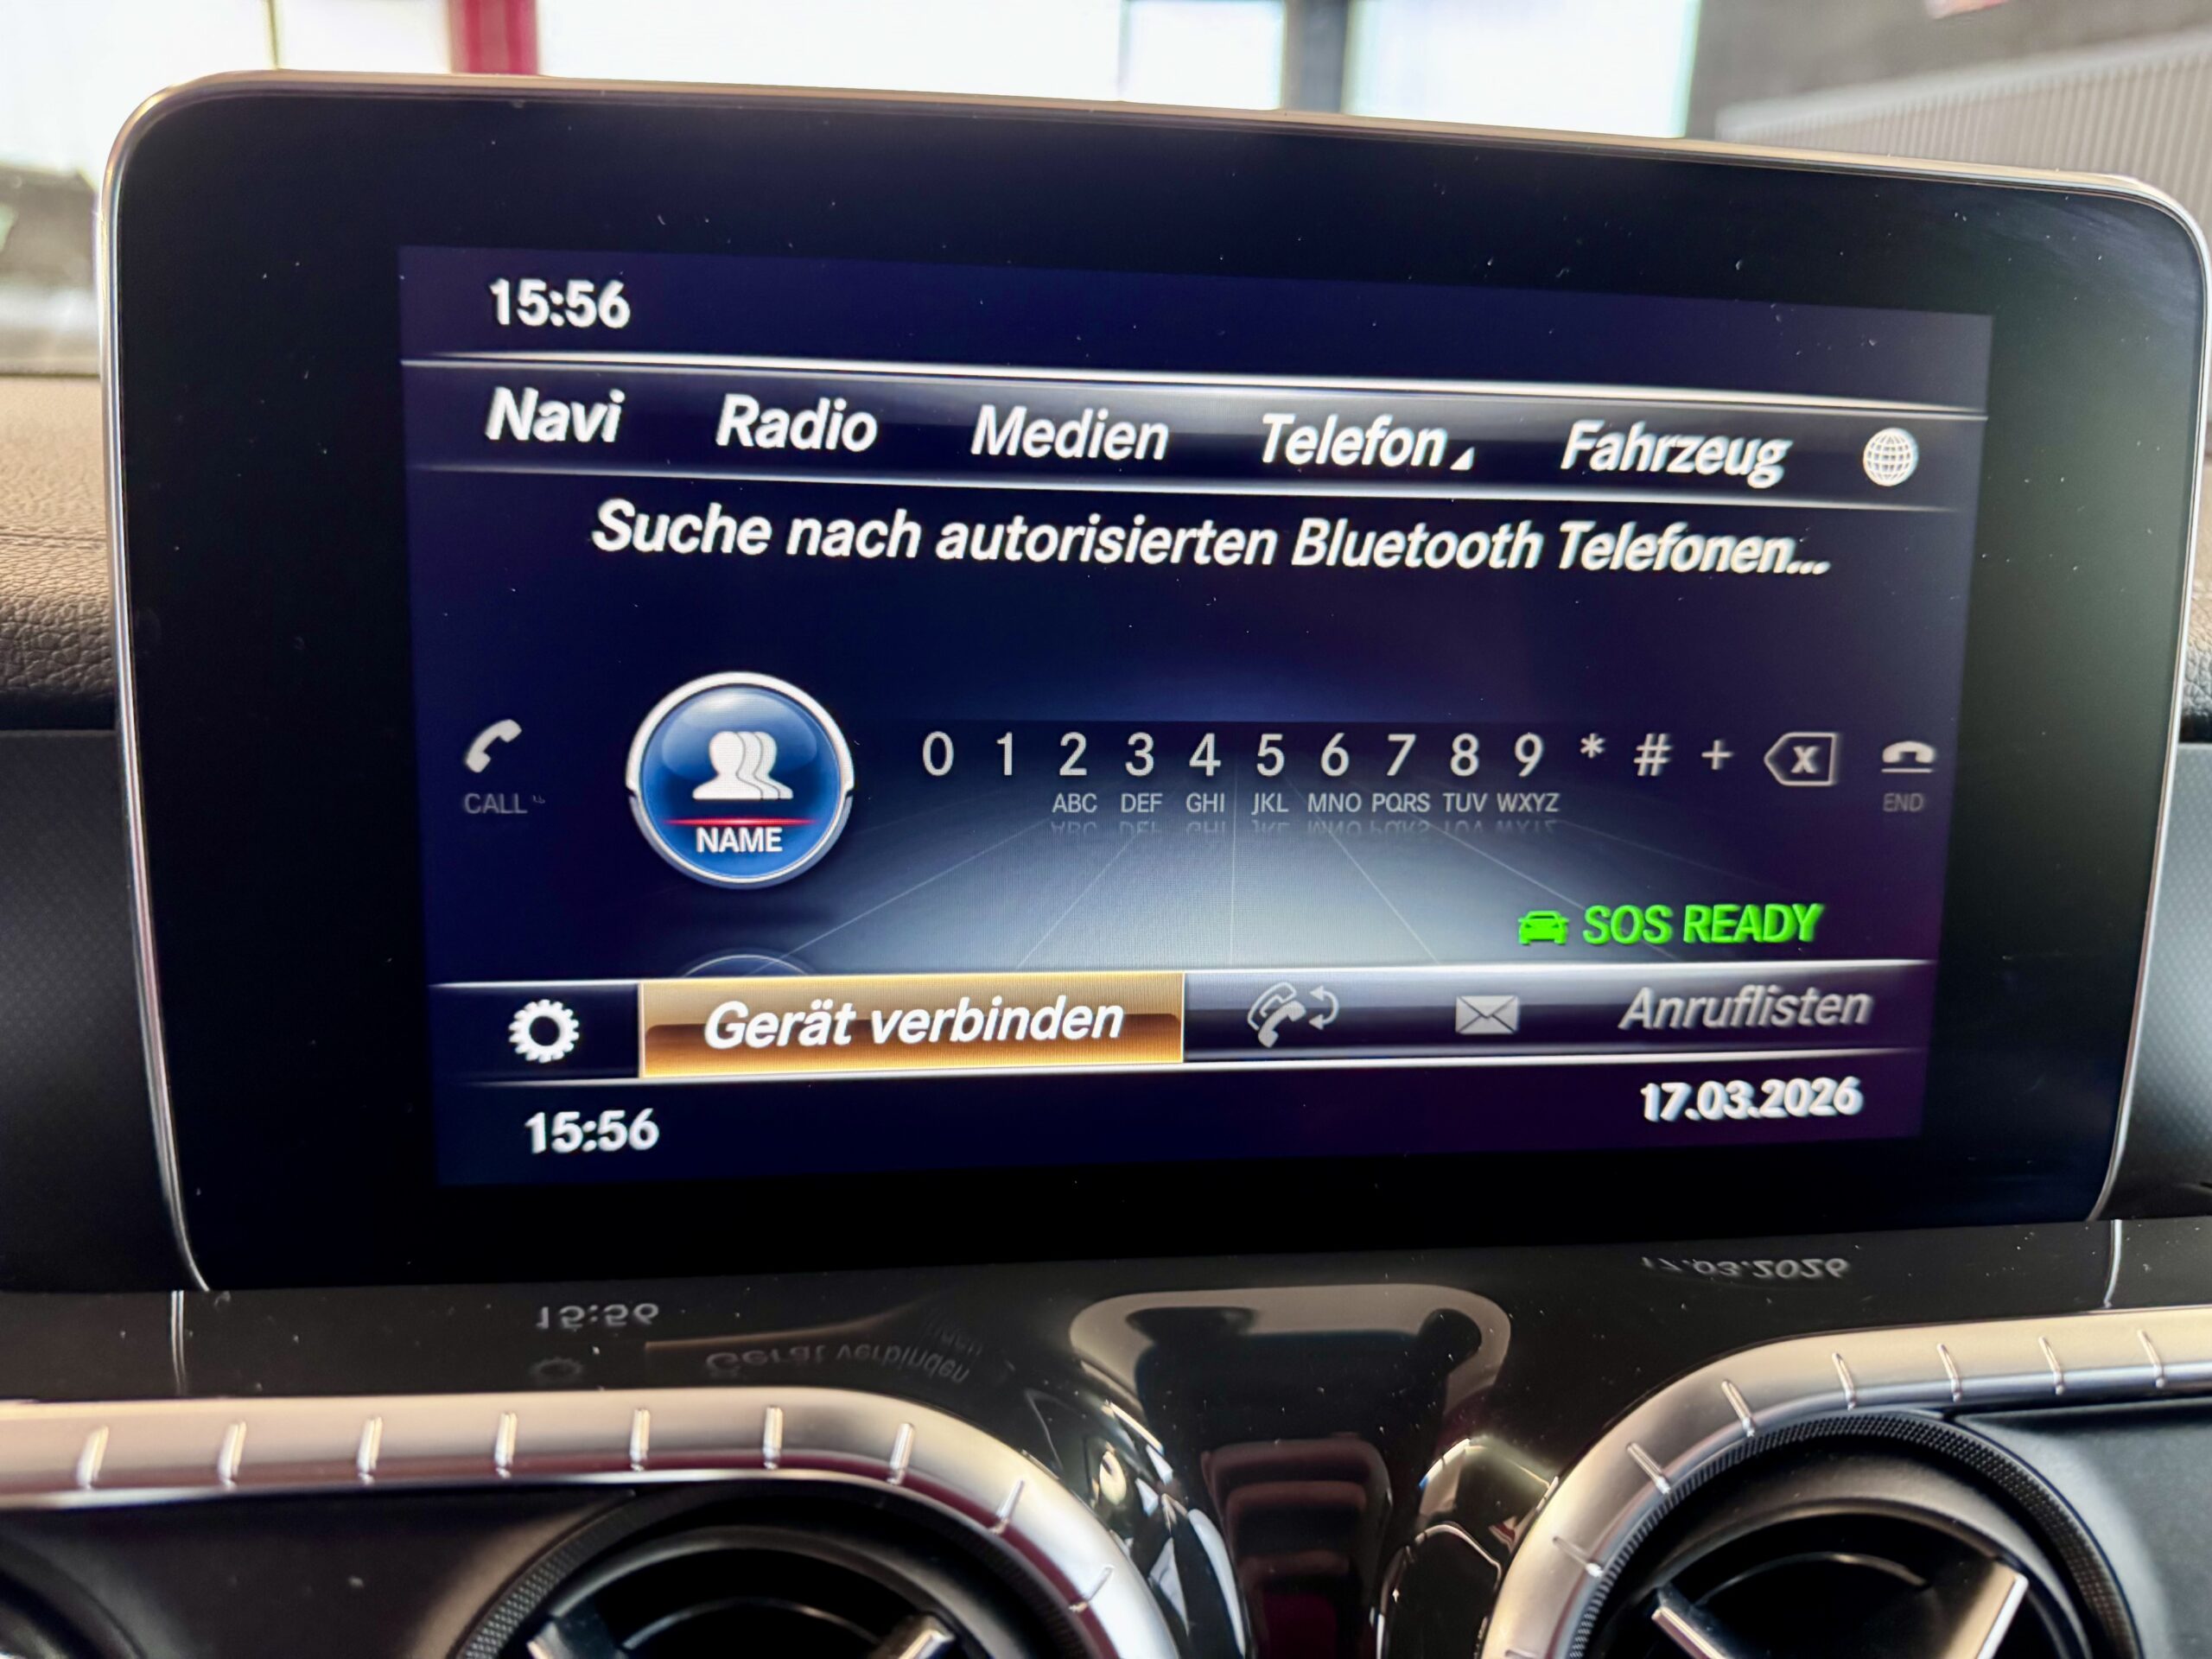 15:56
Navi Radio Medien Telefon Fahrzeug
Suche nach autorisierten Bluetooth Telefonen...
0 1 2 3 4 5 6 7 8 9 * # + x
CALL ABC DEF GHI JKL MNO PQRS TUV WXYZ END
NAME
SOS READY
Gerät verbinden Anruflisten
15:56 17.03.2026